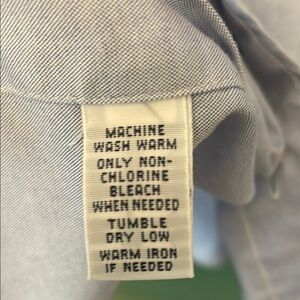 MACHINE
WASH WARM
ONLY NON-
CHLORINE
BLEACH
WHEN NEEDED
TUMBLE
DRY LOW
WARM IRON
IF NEEDED